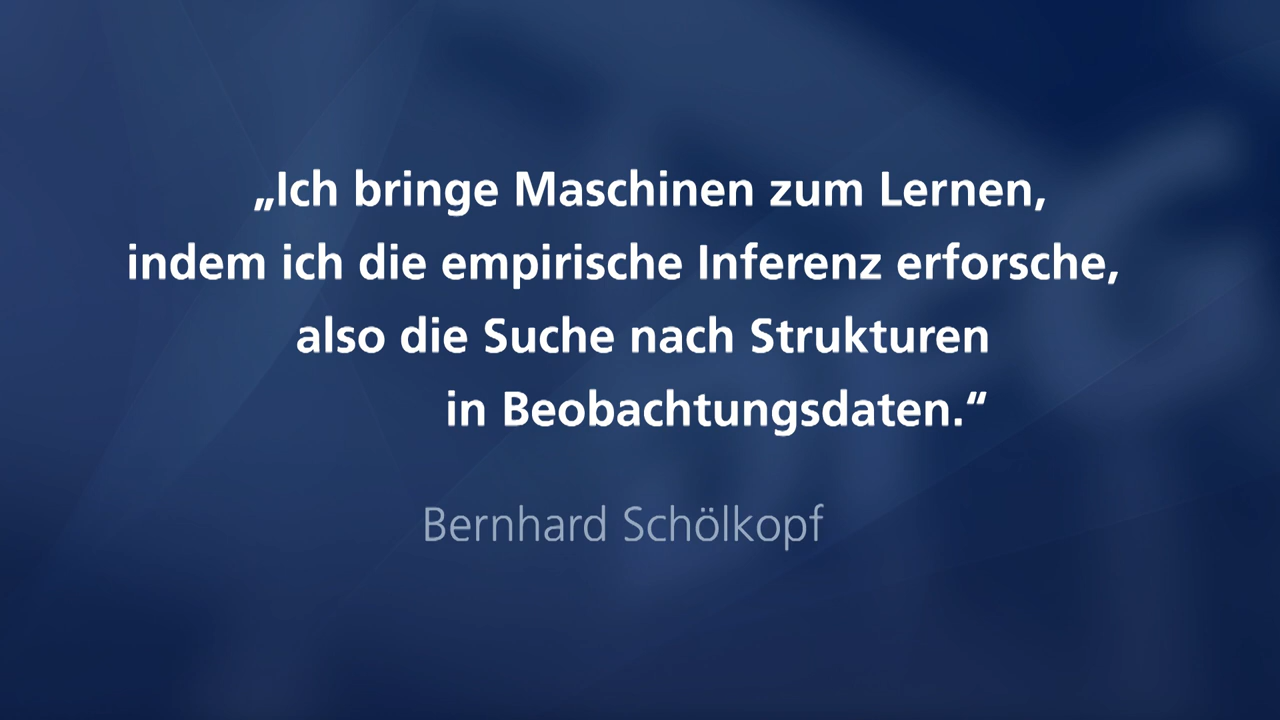 „Ich bringe Maschinen zum Lernen,
indem ich die empirische Inferenz erforsche,
also die Suche nach Strukturen
in Beobachtungsdaten.“
Bernhard Schölkopf